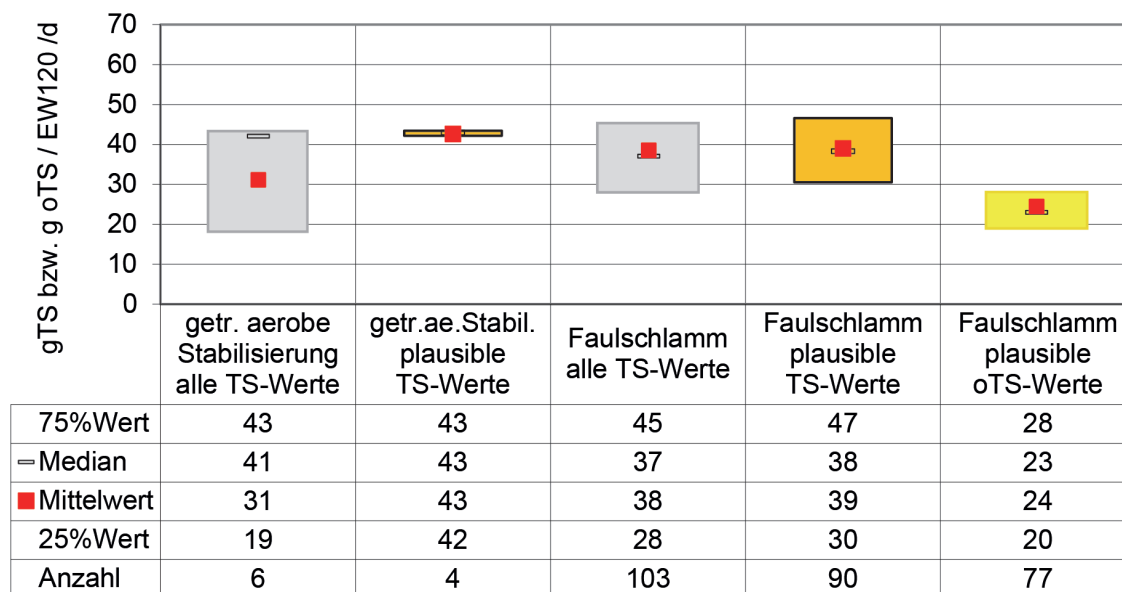 gTS bzw. g oTS / EW120 /d
70
60
50
40
30
20
10
0
getr. aerobe Stabilisierung alle TS-Werte
getr.ae.Stabil. plausible TS-Werte
Faulschlamm alle TS-Werte
Faulschlamm plausible TS-Werte
Faulschlamm plausible oTS-Werte
75%Wert 43 43 45 47 28
Median 41 43 37 38 23
Mittelwert 31 43 38 39 24
25%Wert 19 42 28 30 20
Anzahl 6 4 103 90 77